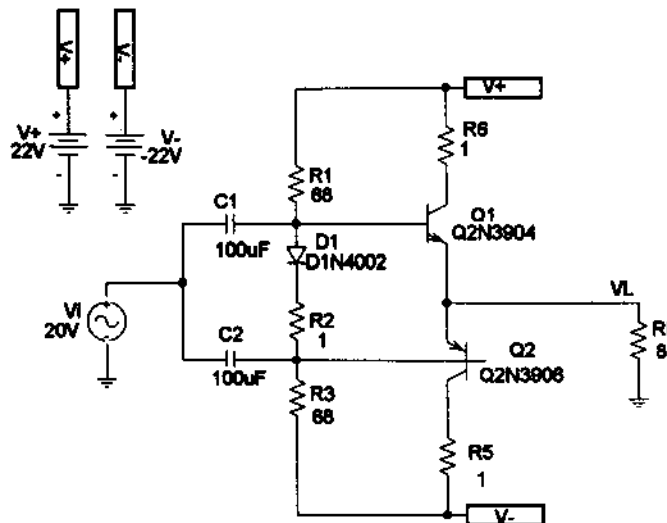 V+
V-
V+
22V
+
-
V-
-22V
+
-
V+
R6
1
R1
68
C1
100uF
Q1
Q2N3904
D1
D1N4002
VI
20V
R2
1
C2
100uF
R3
68
VL
Q2
Q2N3906
R5
1
V-